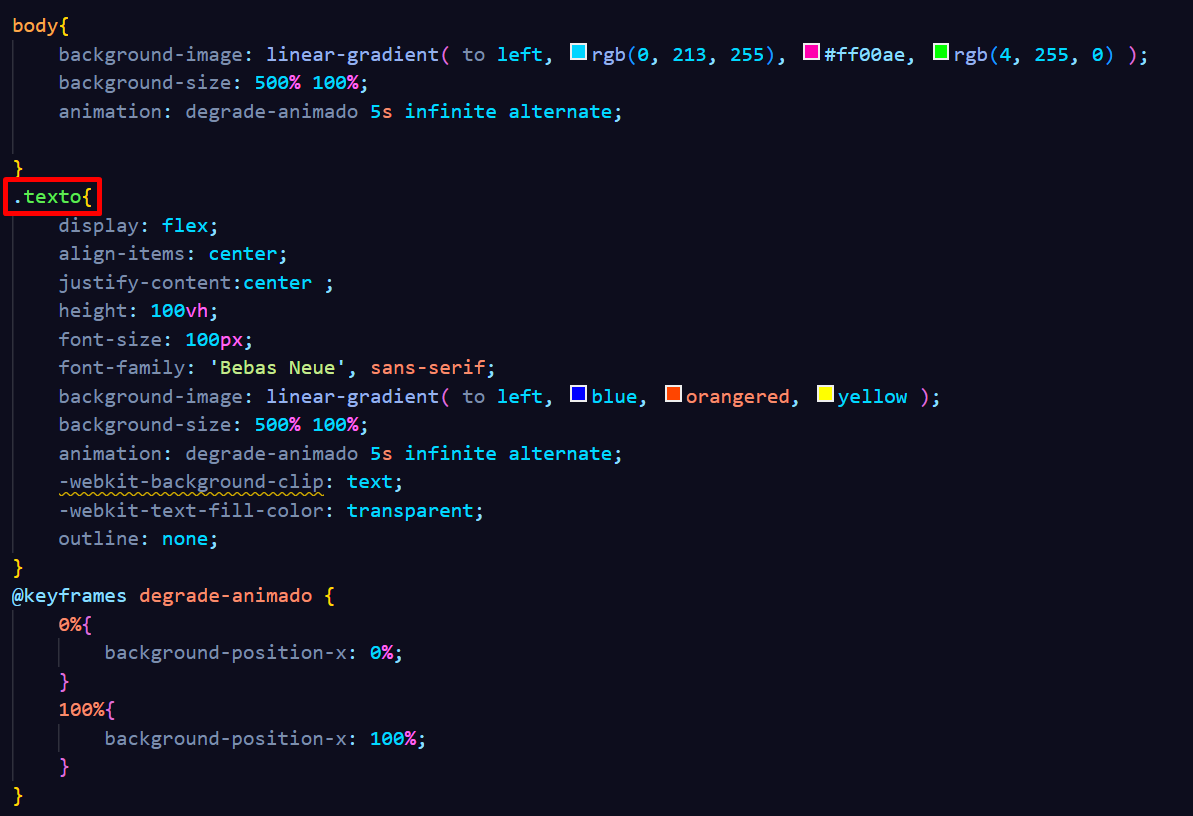 body{
background-image: linear-gradient( to left, rgb(0, 213, 255), #ff00ae, rgb(4, 255, 0) );
background-size: 500% 100%;
animation: degrade-animado 5s infinite alternate;
}
.texto{
display: flex;
align-items: center;
justify-content:center ;
height: 100vh;
font-size: 100px;
font-family: 'Bebas Neue', sans-serif;
background-image: linear-gradient( to left, blue, orangered, yellow );
background-size: 500% 100%;
animation: degrade-animado 5s infinite alternate;
-webkit-background-clip: text;
-webkit-text-fill-color: transparent;
outline: none;
}
@keyframes degrade-animado {
0%{
background-position-x: 0%;
}
100%{
background-position-x: 100%;
}
}